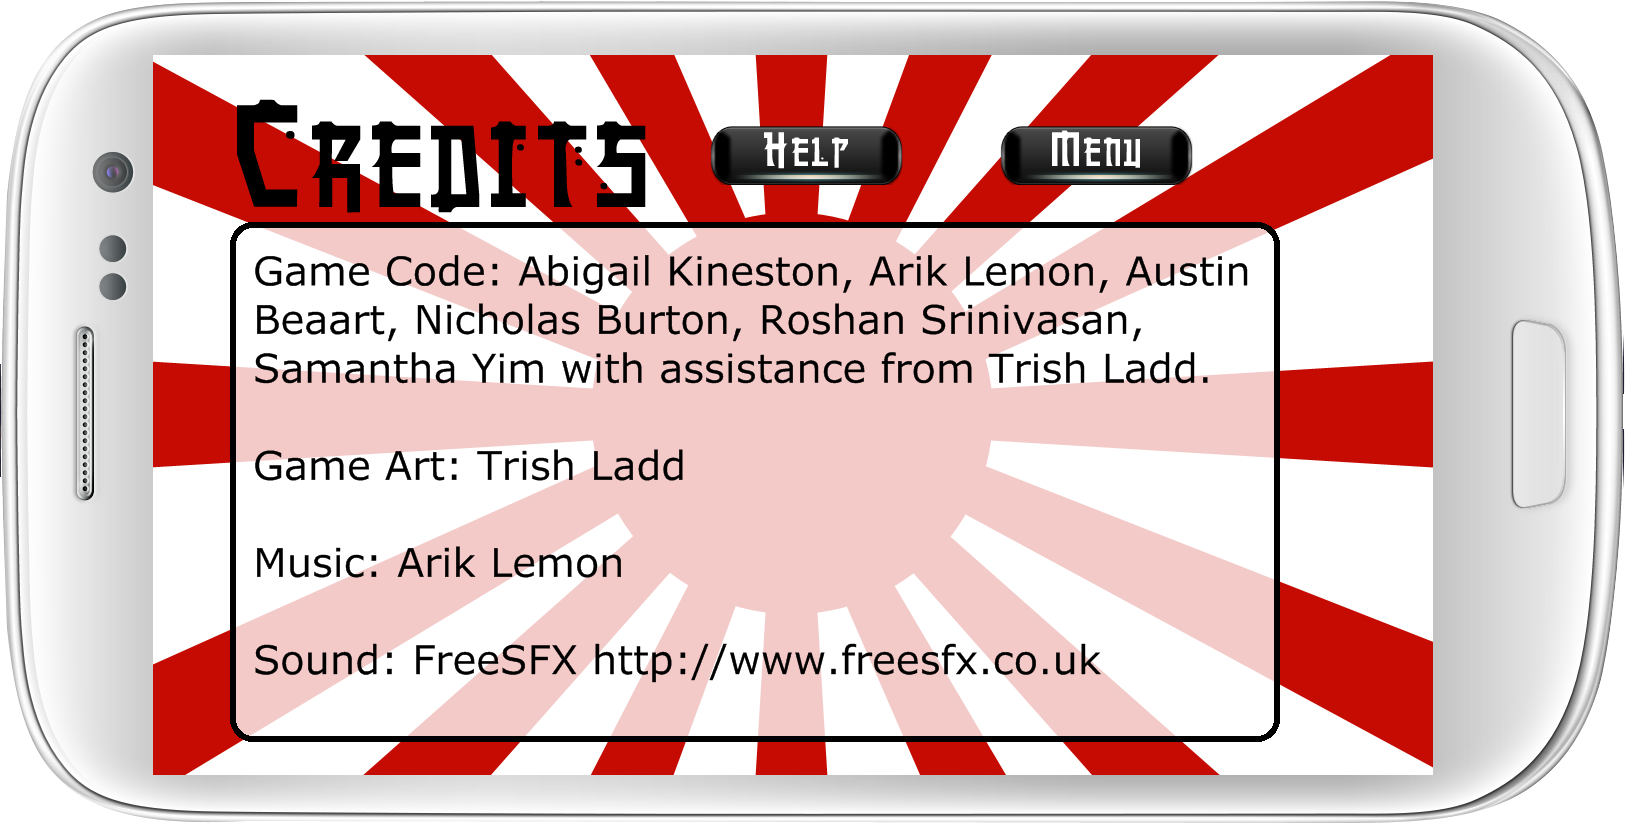 Credits
Help
Menu
Game Code: Abigail Kineston, Arik Lemon, Austin
Beaart, Nicholas Burton, Roshan Srinivasan,
Samantha Yim with assistance from Trish Ladd.
Game Art: Trish Ladd
Music: Arik Lemon
Sound: FreeSFX http://www.freesfx.co.uk